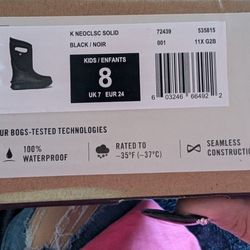 K NEOCLSC SOLID 72439 535815
BLACK / NOIR 001 11X G2B
KIDS / ENFANTS
8
UK 7 EUR 24
6 03246 66492 2
UR BOGS-TESTED TECHNOLOGIES
100%
WATERPROOF
RATED TO
–35°F (–37°C)
SEAMLESS
CONSTRUCTI